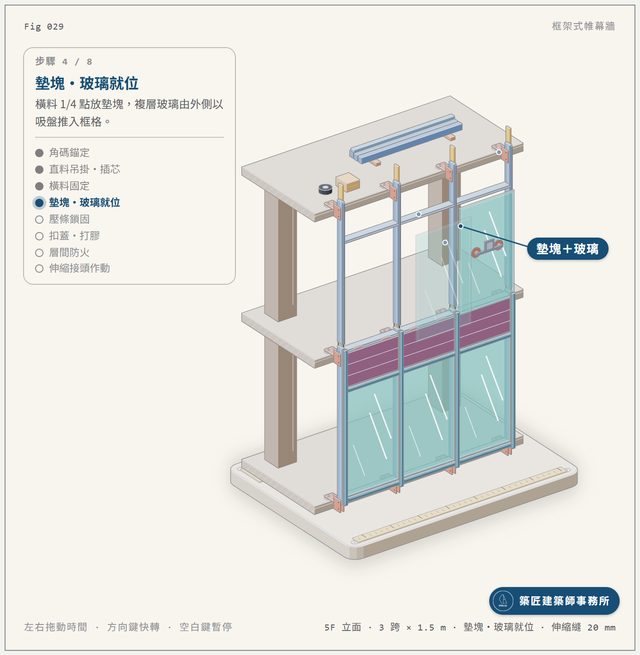 Fig 029
框架式帷幕牆
步驟 4 / 8
墊塊・玻璃就位
橫料 1/4 點放墊塊，複層玻璃由外側以
吸盤推入框格。
角碼錨定
直料吊掛・插芯
橫料固定
墊塊・玻璃就位
壓條鎖固
扣蓋・打膠
層間防火
伸縮接頭作動
墊塊＋玻璃
築匠建築師事務所
左右拖動時間 · 方向鍵快轉 · 空白鍵暫停
5F 立面 · 3 跨 × 1.5 m · 墊塊・玻璃就位 · 伸縮縫 20 mm